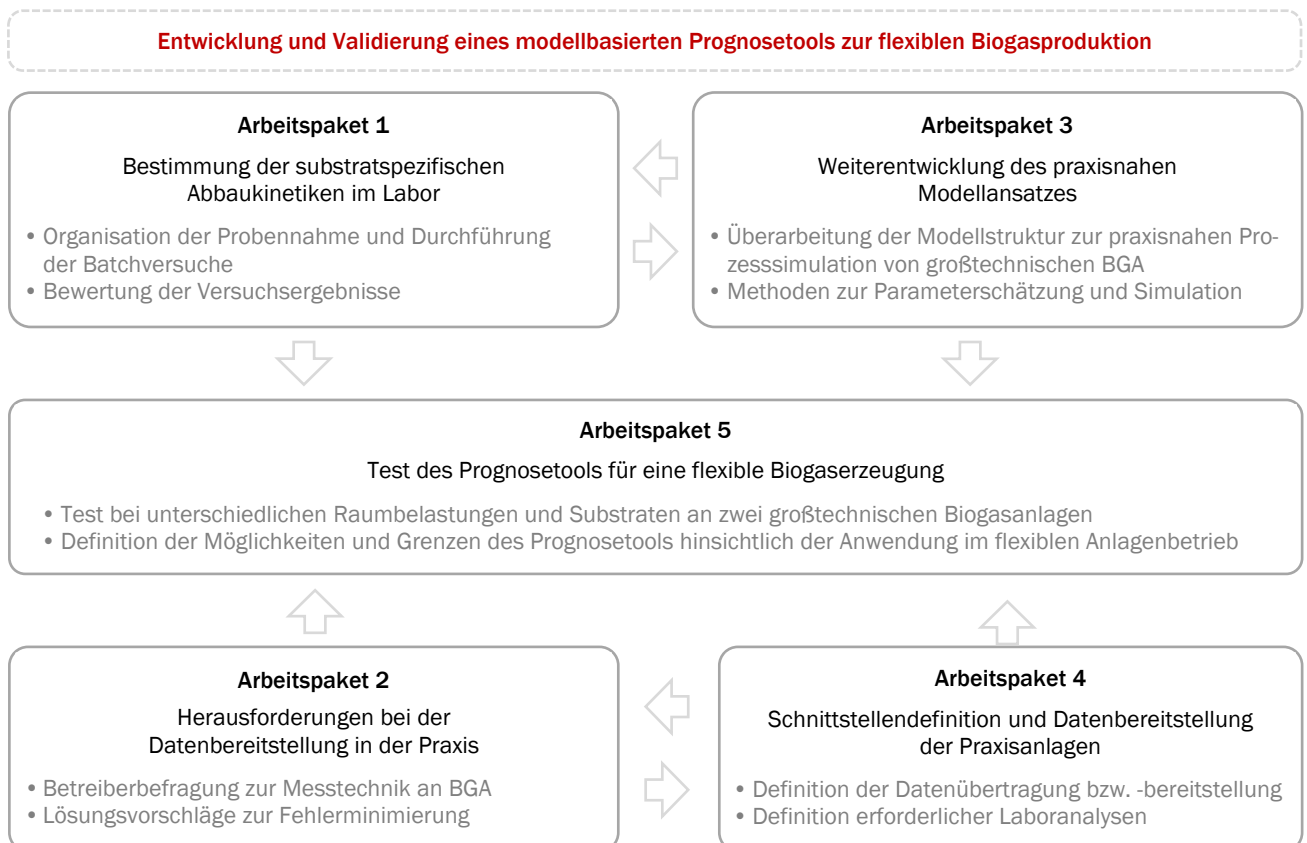 Entwicklung und Validierung eines modellbasierten Prognosetools zur flexiblen Biogasproduktion
Arbeitspaket 1
Bestimmung der substratspezifischen
Abbaukinetiken im Labor
• Organisation der Probennahme und Durchführung
der Batchversuche
• Bewertung der Versuchsergebnisse
Arbeitspaket 3
Weiterentwicklung des praxisnahen
Modellansatzes
• Überarbeitung der Modellstruktur zur praxisnahen Pro-
zesssimulation von großtechnischen BGA
• Methoden zur Parameterschätzung und Simulation
Arbeitspaket 5
Test des Prognosetools für eine flexible Biogaserzeugung
• Test bei unterschiedlichen Raumbelastungen und Substraten an zwei großtechnischen Biogasanlagen
• Definition der Möglichkeiten und Grenzen des Prognosetools hinsichtlich der Anwendung im flexiblen Anlagenbetrieb
Arbeitspaket 2
Herausforderungen bei der
Datenbereitstellung in der Praxis
• Betreiberbefragung zur Messtechnik an BGA
• Lösungsvorschläge zur Fehlerminimierung
Arbeitspaket 4
Schnittstellendefinition und Datenbereitstellung
der Praxisanlagen
• Definition der Datenübertragung bzw. -bereitstellung
• Definition erforderlicher Laboranalysen